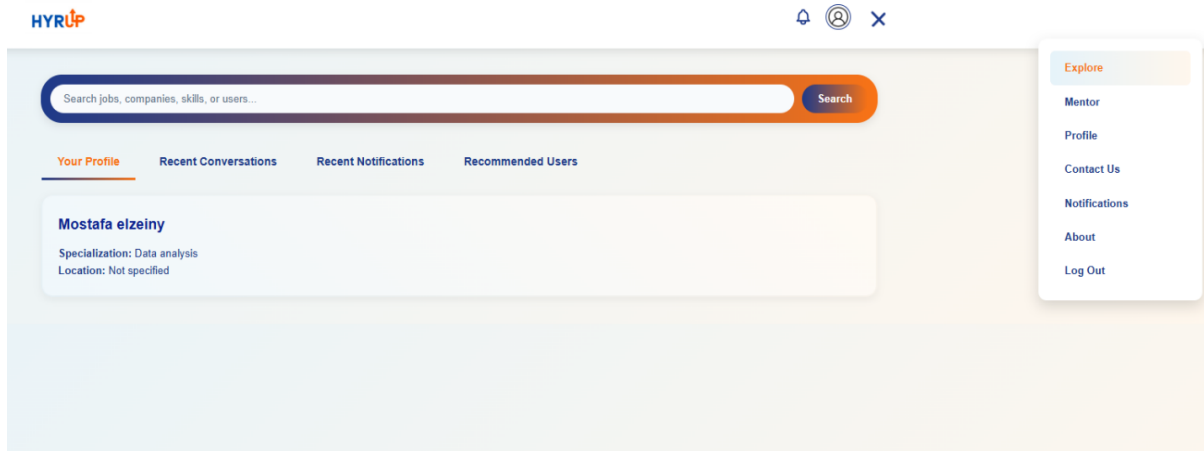 HYRUP
Search jobs, companies, skills, or users...
Search
Your Profile Recent Conversations Recent Notifications Recommended Users
Mostafa elzeiny
Specialization: Data analysis
Location: Not specified
Explore
Mentor
Profile
Contact Us
Notifications
About
Log Out